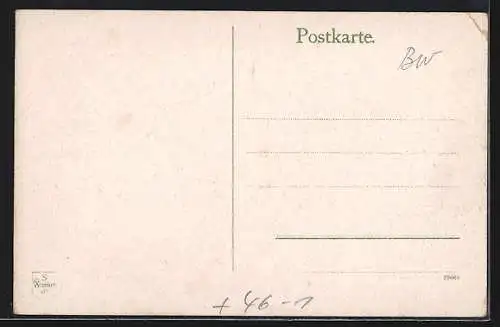 Postkarte.
BW
S
+ 46-1